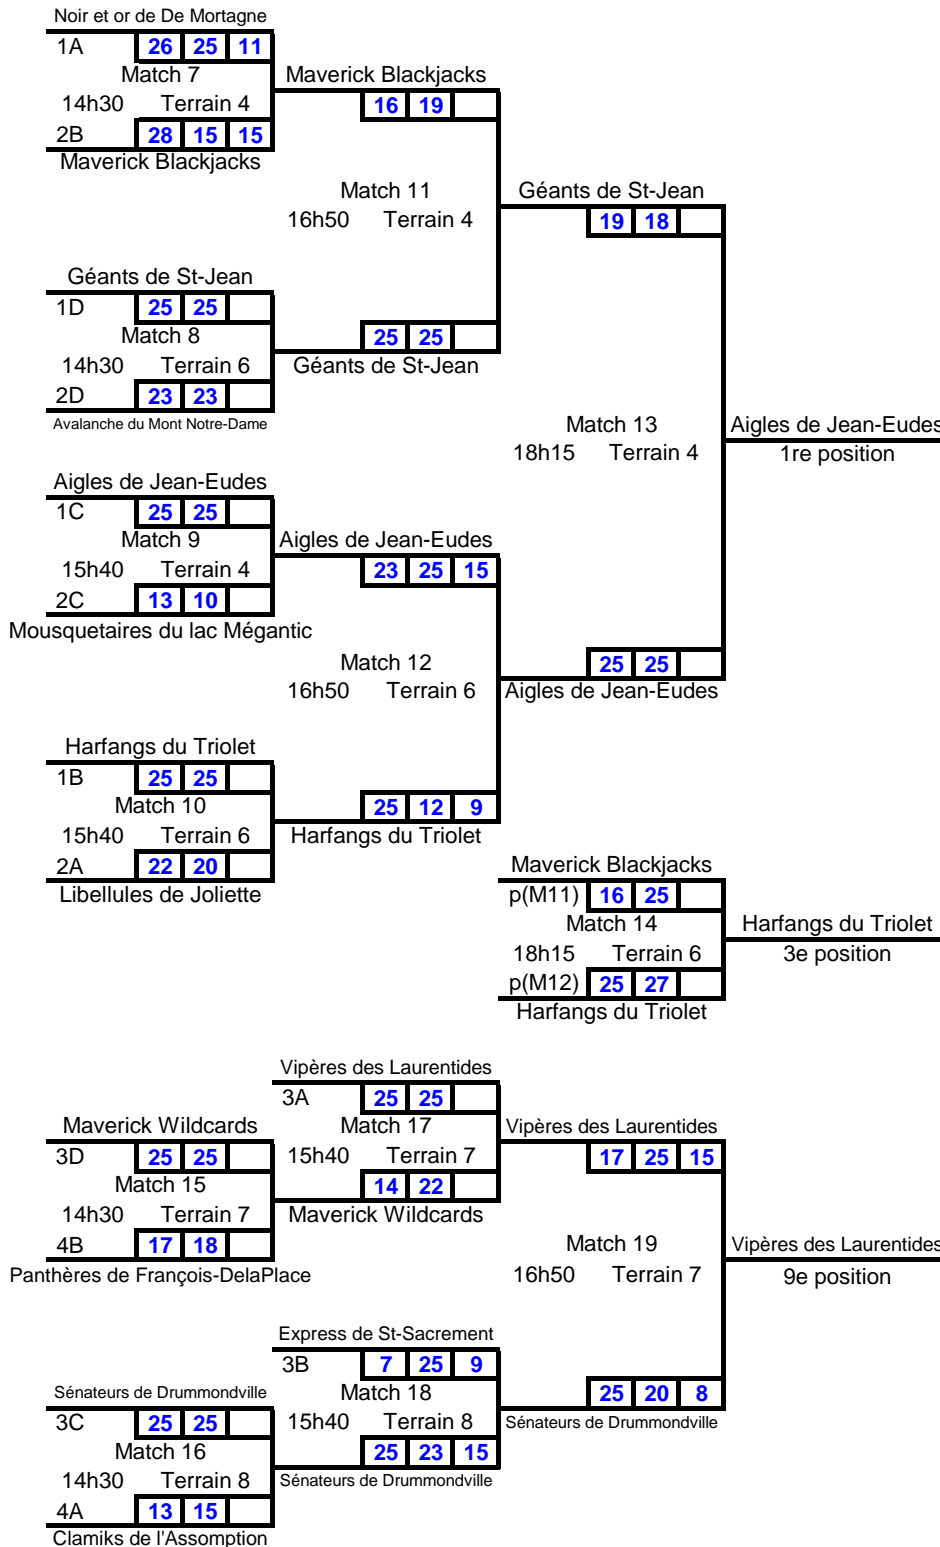 Noir et or de De Mortagne
1A 26 25 11
Match 7
14h30 Terrain 4
2B 28 15 15
Maverick Blackjacks
Maverick Blackjacks
16 19
Match 11
16h50 Terrain 4
Géants de St-Jean
1D 25 25
Match 8
14h30 Terrain 6
2D 23 23
Avalanche du Mont Notre-Dame
25 25
Géants de St-Jean
Géants de St-Jean
19 18
Match 13
18h15 Terrain 4
Aigles de Jean-Eudes
1re position
Aigles de Jean-Eudes
1C 25 25
Match 9
15h40 Terrain 4
2C 13 10
Mousquetaires du lac Mégantic
Aigles de Jean-Eudes
23 25 15
Match 12
16h50 Terrain 6
25 25
Aigles de Jean-Eudes
Harfangs du Triolet
1B 25 25
Match 10
15h40 Terrain 6
2A 22 20
Libellules de Joliette
25 12 9
Harfangs du Triolet
Maverick Blackjacks
p(M11) 16 25
Match 14
18h15 Terrain 6
p(M12) 25 27
Harfangs du Triolet
Harfangs du Triolet
3e position
Vipères des Laurentides
3A 25 25
Match 17
15h40 Terrain 7
14 22
Maverick Wildcards
Maverick Wildcards
3D 25 25
Match 15
14h30 Terrain 7
4B 17 18
Panthères de François-DelaPlace
Vipères des Laurentides
17 25 15
Match 19
16h50 Terrain 7
Vipères des Laurentides
9e position
Express de St-Sacrement
3B 7 25 9
Match 18
15h40 Terrain 8
25 23 15
Sénateurs de Drummondville
25 20 8
Sénateurs de Drummondville
Sénateurs de Drummondville
3C 25 25
Match 16
14h30 Terrain 8
4A 13 15
Clamiks de l'Assomption